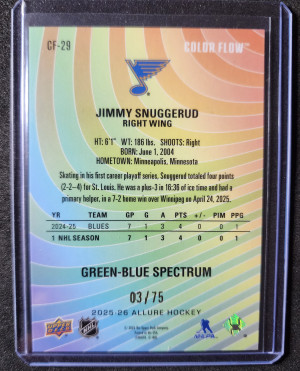 CF-29
COLOR FLOW™
JIMMY SNUGGERUD
RIGHT WING
HT: 6'1" WT: 186 lbs. SHOOTS: Right
BORN: June 1, 2004
HOMETOWN: Minneapolis, Minnesota
Skating in his first career playoff series, Snuggerud totaled four points
(2-2—4) for St. Louis. He was a plus-3 in 16:36 of ice time and had a
primary helper, in a 7-2 home win over Winnipeg on April 24, 2025.
YR TEAM GP G A PTS +/- PIM PPG
2024-25 BLUES 7 1 3 4 0 0 1
1 NHL SEASON 7 1 3 4 0 0 1
GREEN-BLUE SPECTRUM
03/75
2025-26 ALLURE HOCKEY
UPPER DECK
NHL
NHLPA